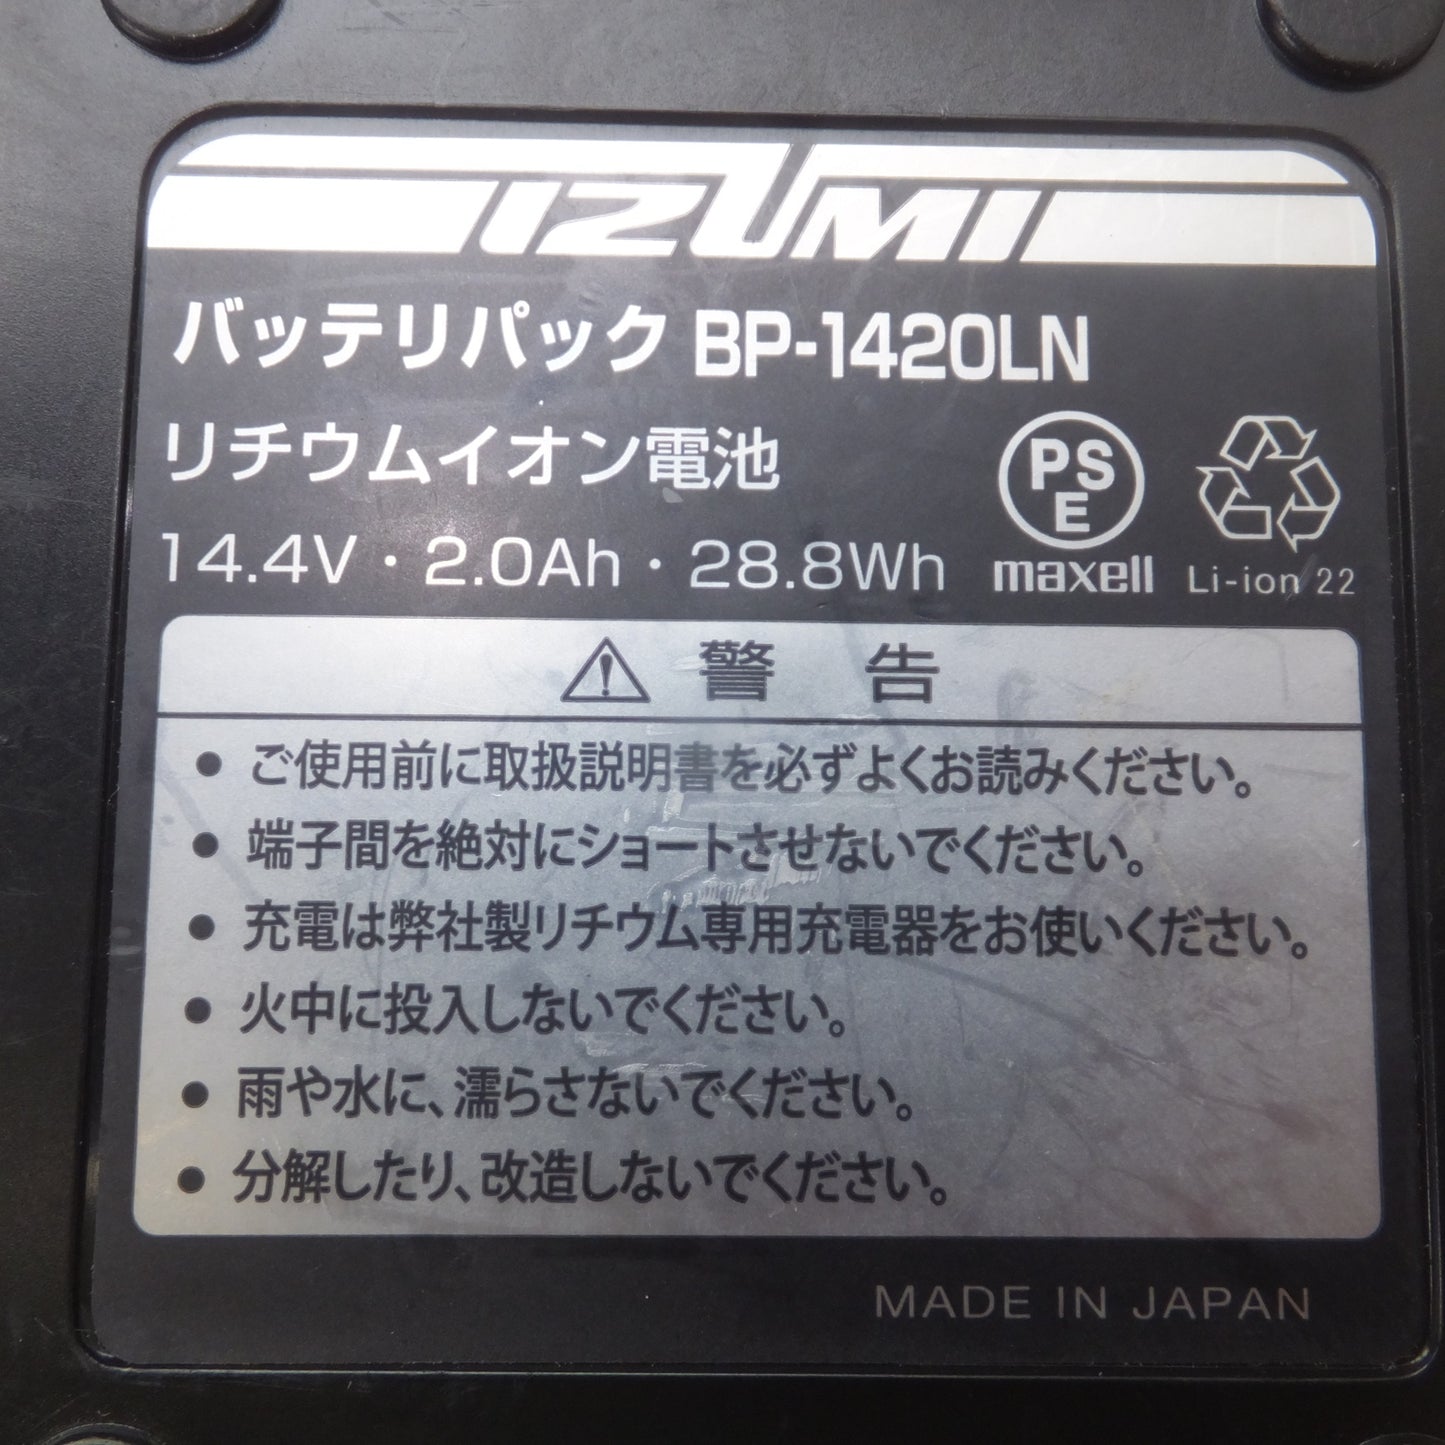 IZUMI
バッテリパック BP-1420LN
リチウムイオン電池
14.4V・2.0Ah・28.8Wh
PS
E
maxell
Li-ion 22
警告
● ご使用前に取扱説明書を必ずよくお読みください。
● 端子間を絶対にショートさせないでください。
● 充電は弊社製リチウム専用充電器をお使いください。
● 火中に投入しないでください。
● 雨や水に、濡らさないでください。
● 分解したり、改造しないでください。
MADE IN JAPAN